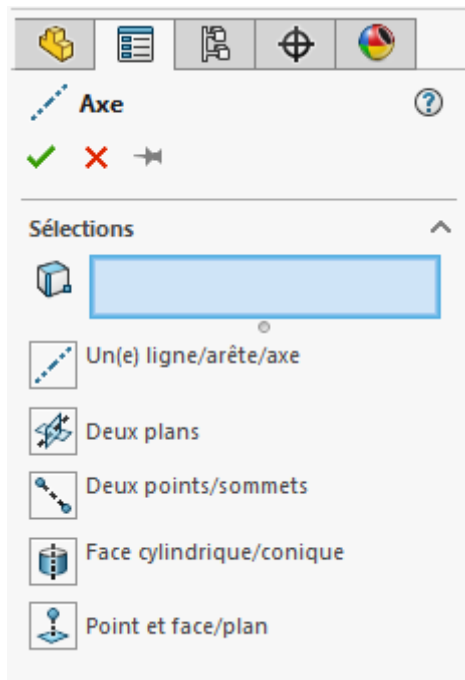 Axe
Sélections
Un(e) ligne/arête/axe
Deux plans
Deux points/sommets
Face cylindrique/conique
Point et face/plan